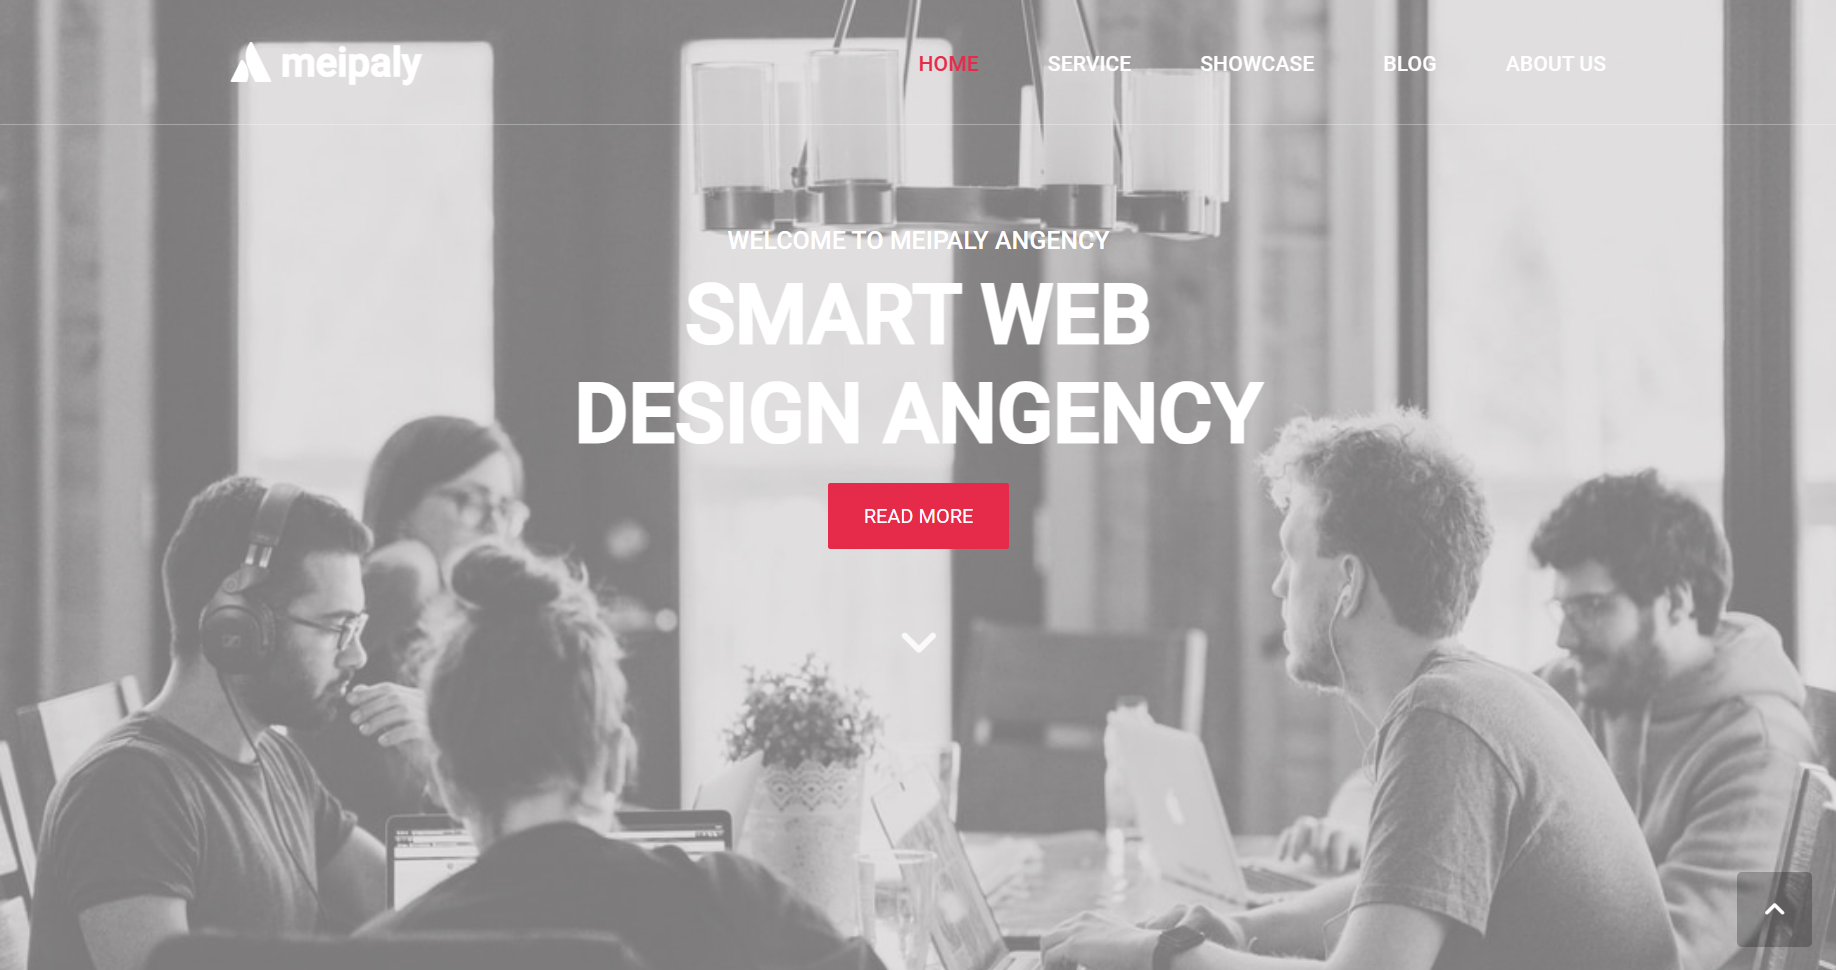 meipaly
HOME SERVICE SHOWCASE BLOG ABOUT US
WELCOME TO MEIPALY ANGENCY
SMART WEB
DESIGN ANGENCY
READ MORE